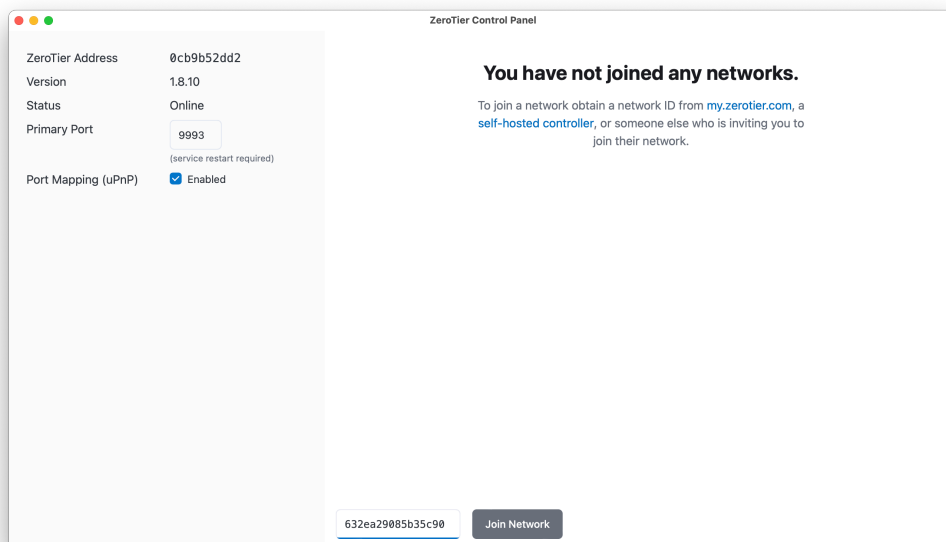 ZeroTier Control Panel
ZeroTier Address 0cb9b52dd2
Version 1.8.10
Status Online
Primary Port 9993
(service restart required)
Port Mapping (uPnP) Enabled
You have not joined any networks.
To join a network obtain a network ID from my.zerotier.com, a
self-hosted controller, or someone else who is inviting you to
join their network.
632ea29085b35c90 Join Network